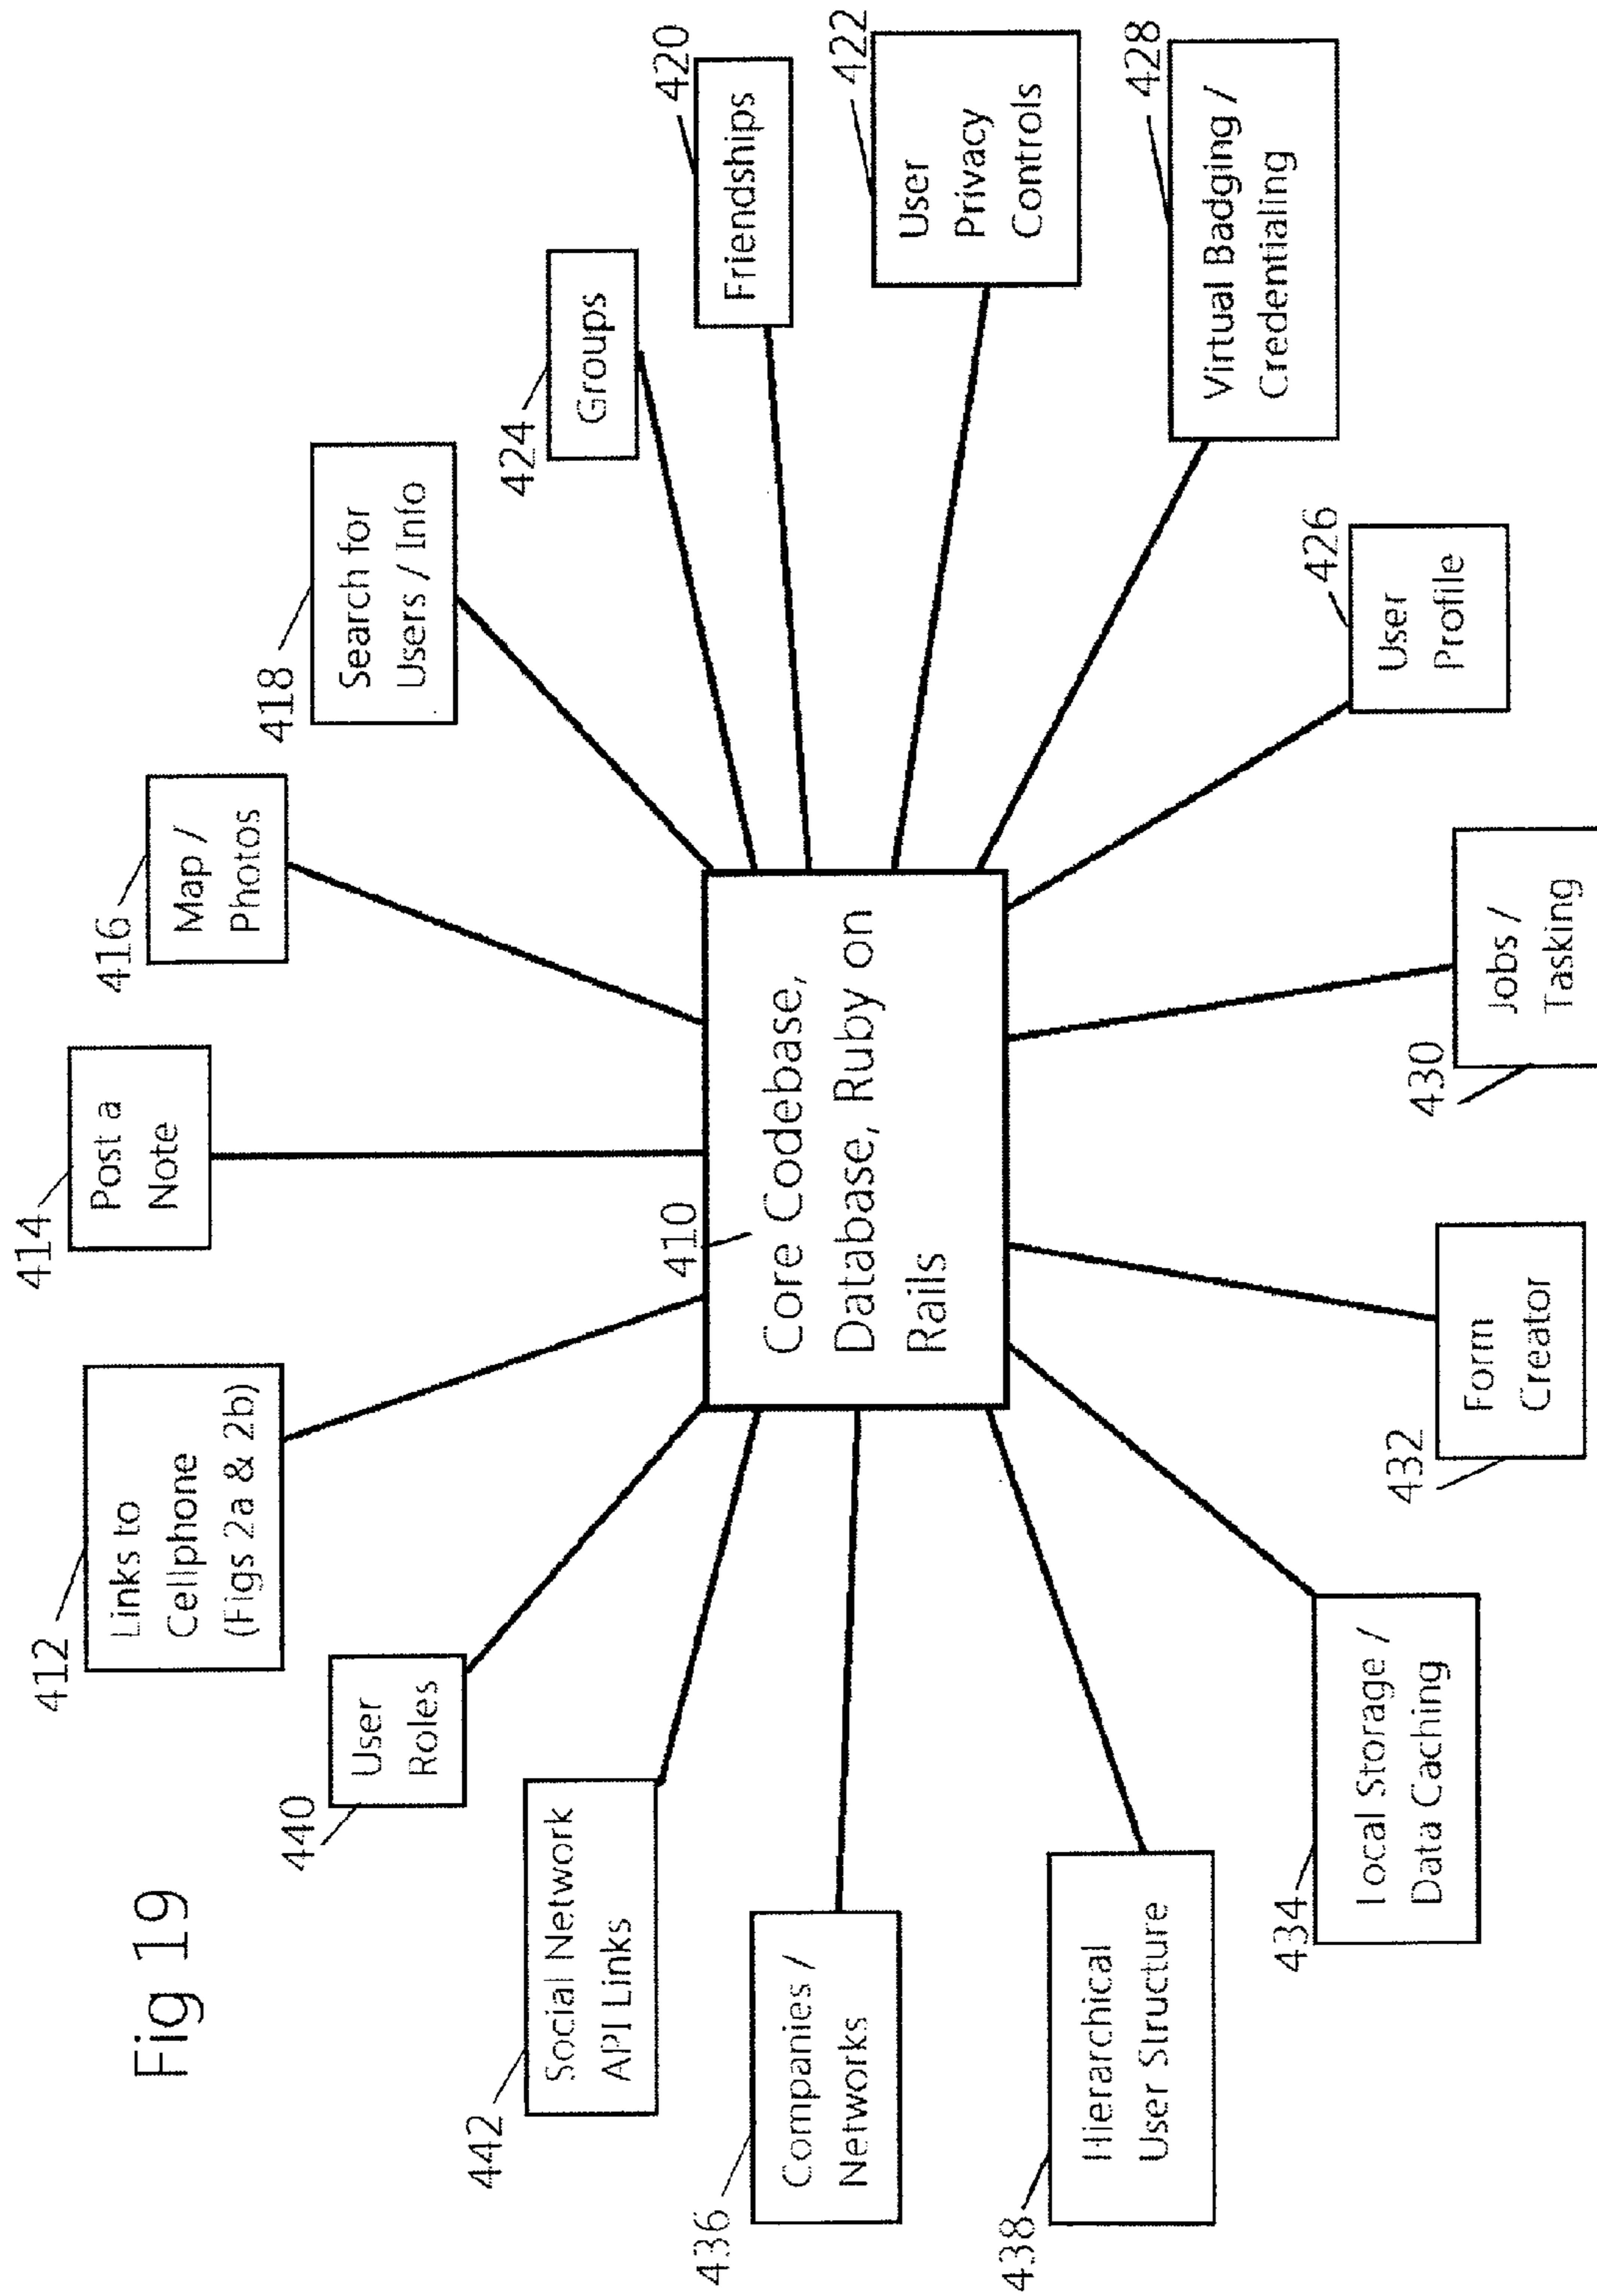 Fig 19
412
Links to
Cellphone
(Figs 2a & 2b)
414
Post a
Note
416
Map /
Photos
418
Search for
Users / Info
424
Groups
420
Friendships
422
User
Privacy
Controls
428
Virtual Badging /
Credentialing
426
User
Profile
430
Jobs /
Tasking
432
Form
Creator
434
Local Storage /
Data Caching
438
Hierarchical
User Structure
436
Companies /
Networks
442
Social Network
API Links
440
User
Roles
410
Core Codebase,
Database, Ruby on
Rails